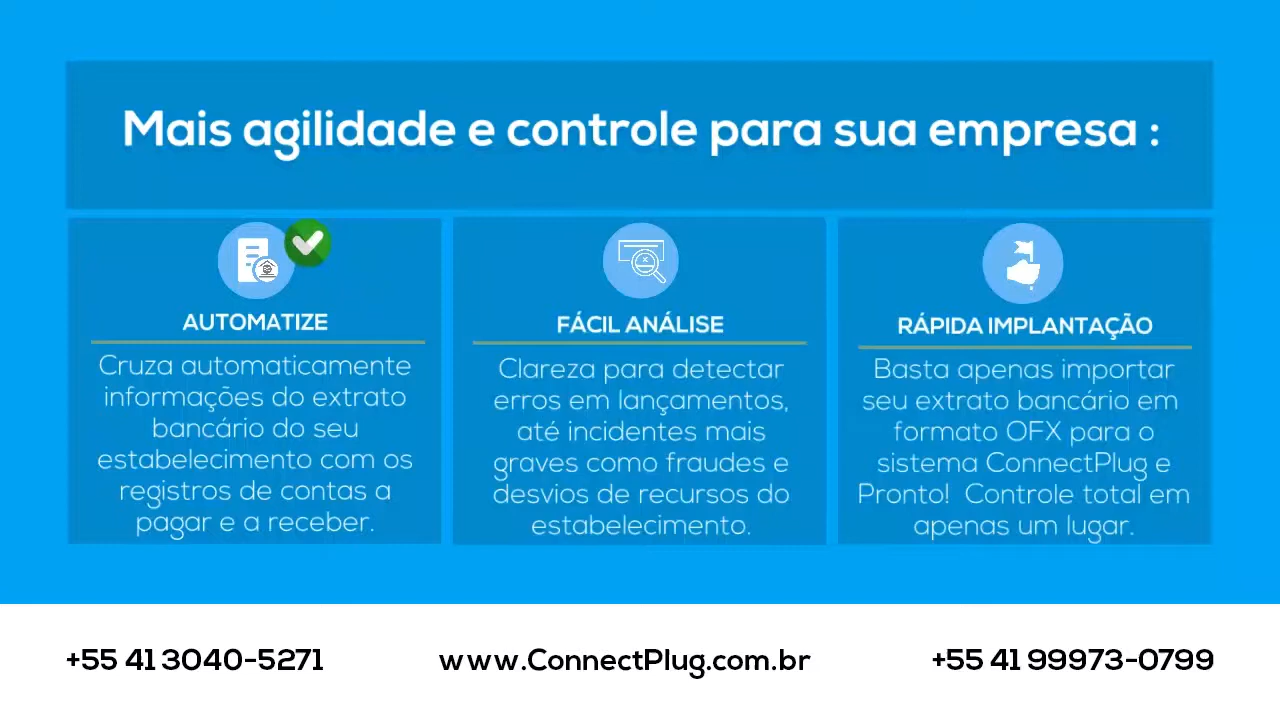 Mais agilidade e controle para sua empresa :
AUTOMATIZE
Cruza automaticamente
informações do extrato
bancário do seu
estabelecimento com os
registros de contas a
pagar e a receber.
FÁCIL ANÁLISE
Clareza para detectar
erros em lançamentos,
até incidentes mais
graves como fraudes e
desvios de recursos do
estabelecimento.
RÁPIDA IMPLANTAÇÃO
Basta apenas importar
seu extrato bancário em
formato OFX para o
sistema ConnectPlug e
Pronto!  Controle total em
apenas um lugar.
+55 41 3040-5271
www.ConnectPlug.com.br
+55 41 99973-0799